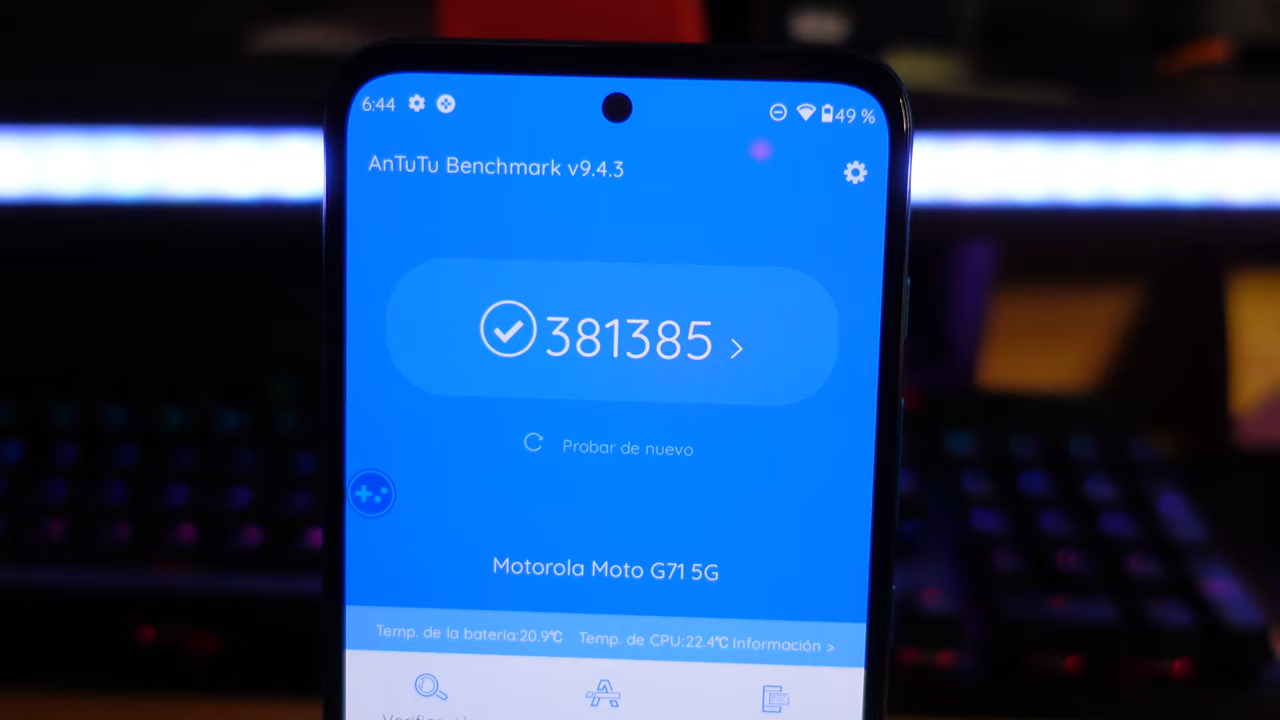 6:44 49 %
AnTuTu Benchmark v9.4.3
381385 >
Probar de nuevo
Motorola Moto G71 5G
Temp. de la batería:20.9℃ Temp. de CPU:22.4℃ Información >